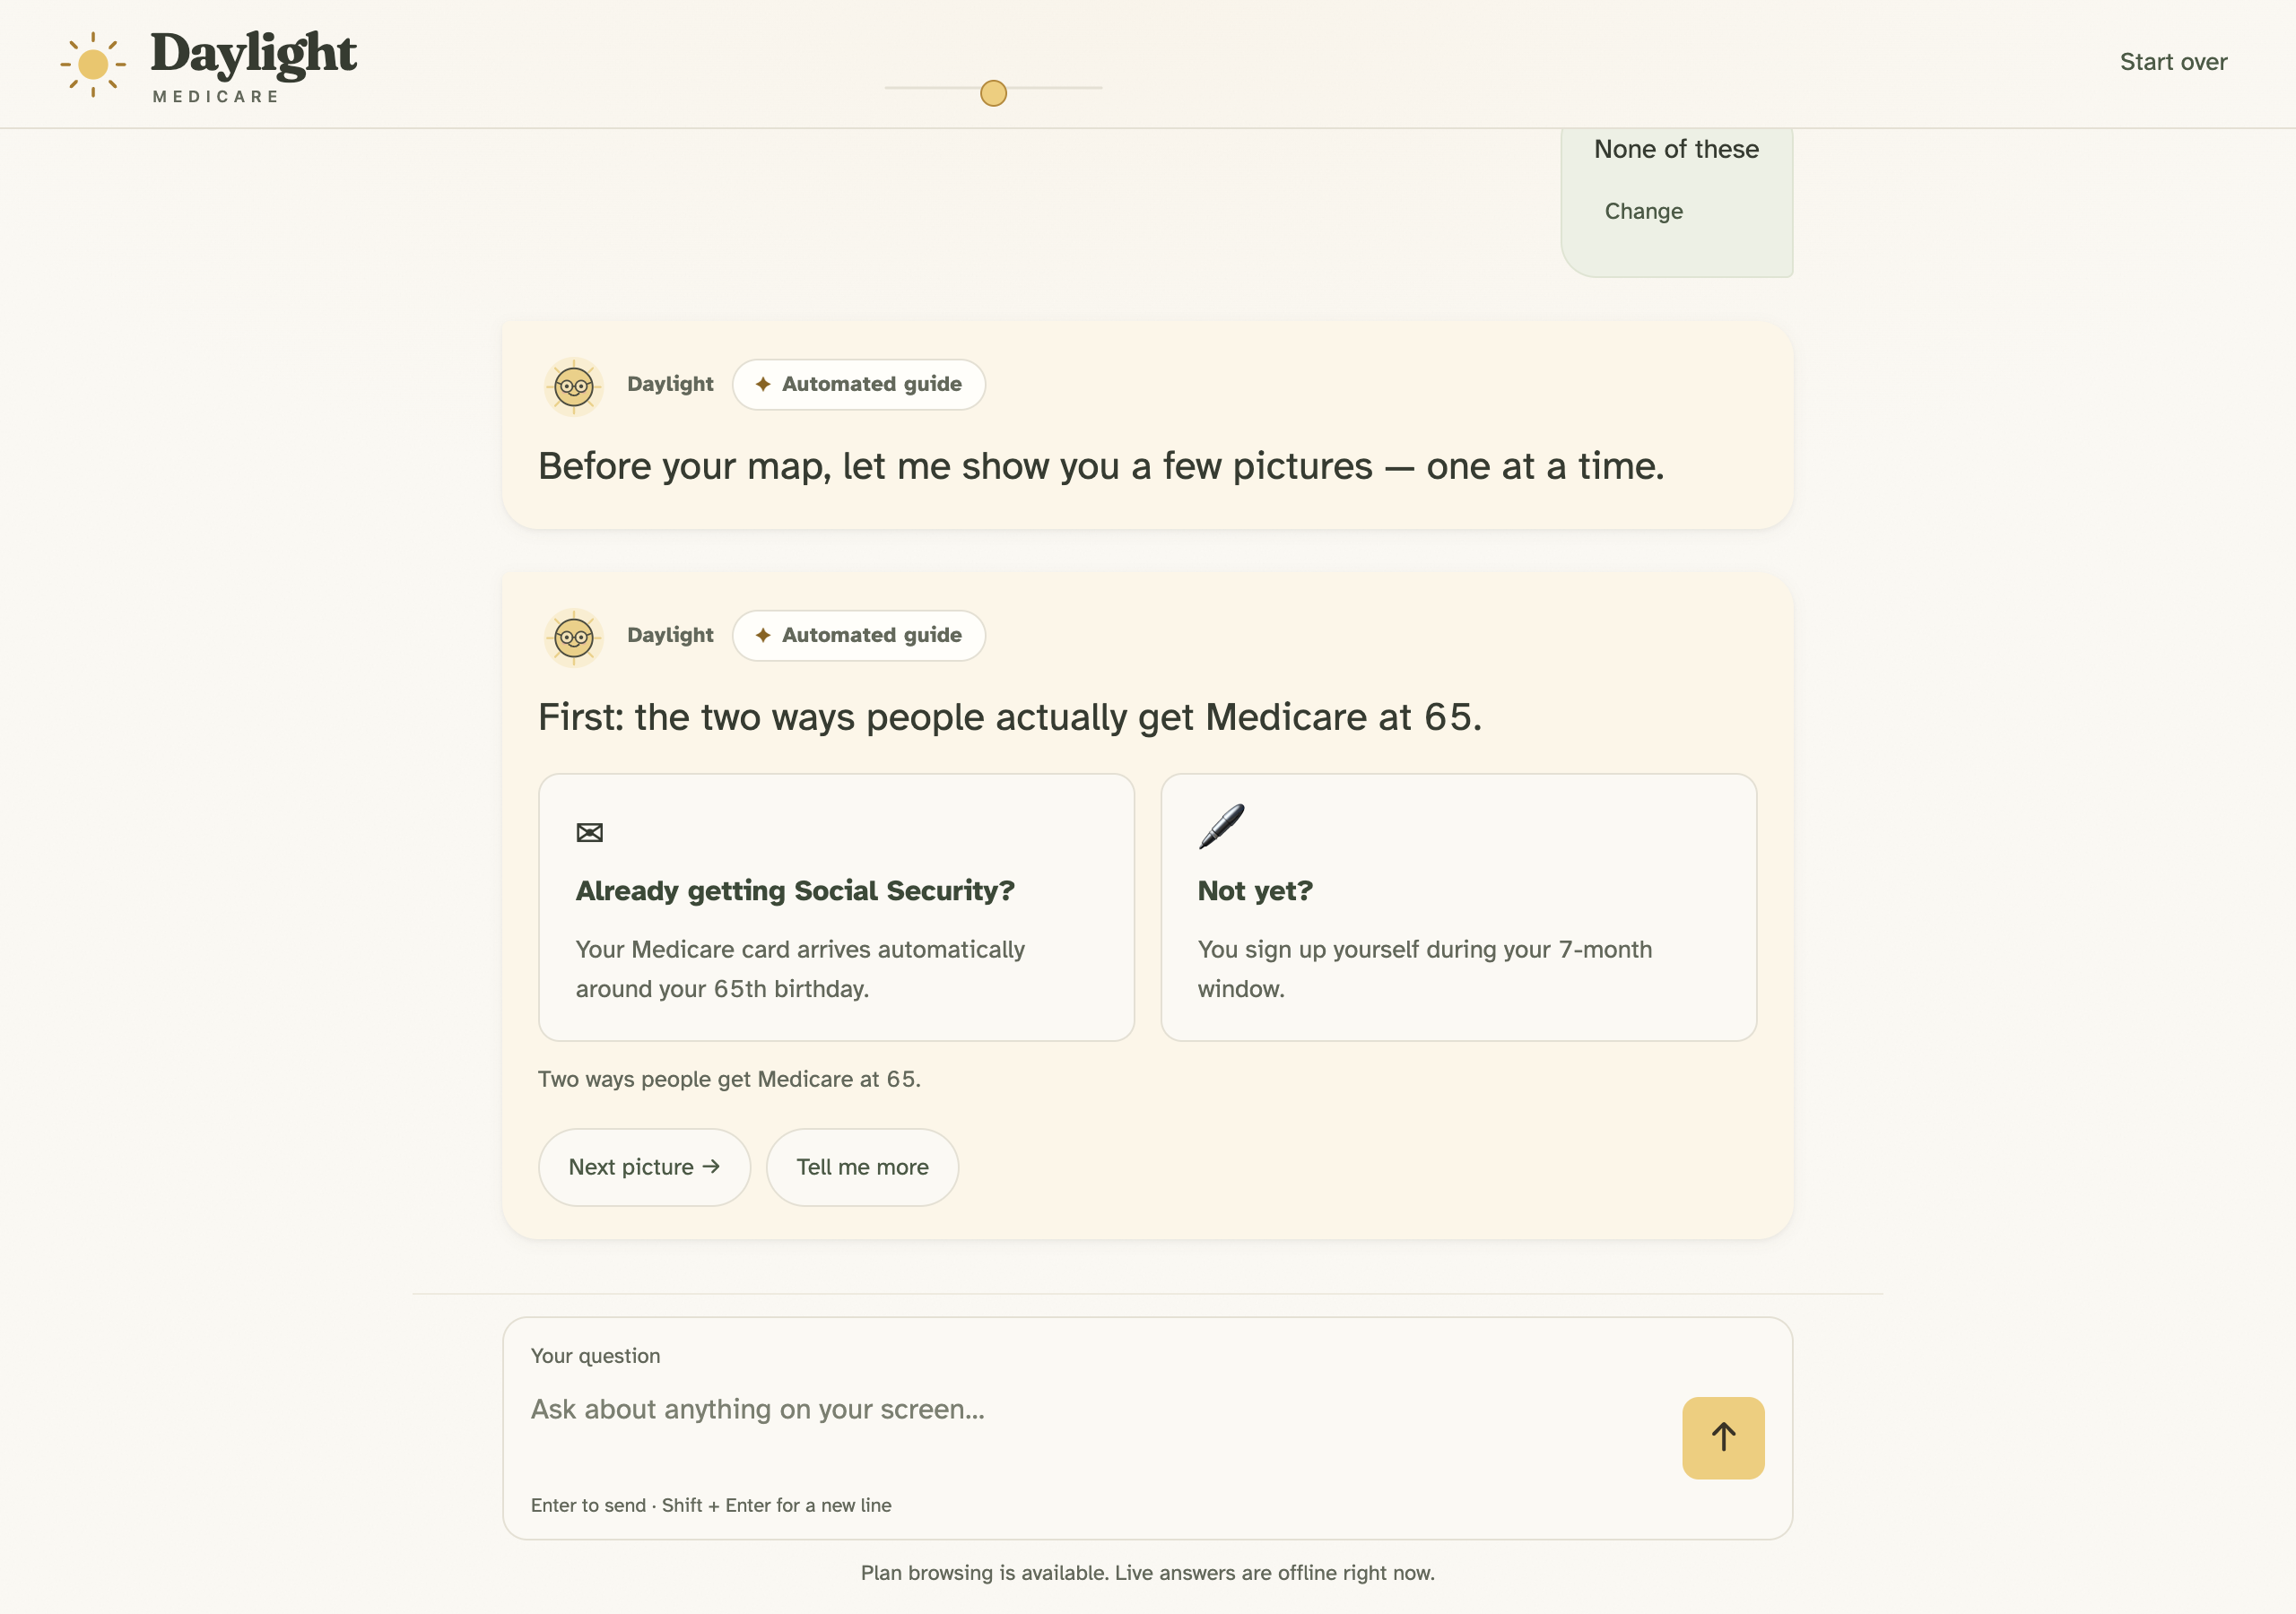 Daylight
MEDICARE
Start over
None of these
Change
Daylight
✦ Automated guide
Before your map, let me show you a few pictures — one at a time.
Daylight
✦ Automated guide
First: the two ways people actually get Medicare at 65.
Already getting Social Security?
Your Medicare card arrives automatically
around your 65th birthday.
Not yet?
You sign up yourself during your 7-month
window.
Two ways people get Medicare at 65.
Next picture →
Tell me more
Your question
Ask about anything on your screen...
Enter to send · Shift + Enter for a new line
Plan browsing is available. Live answers are offline right now.